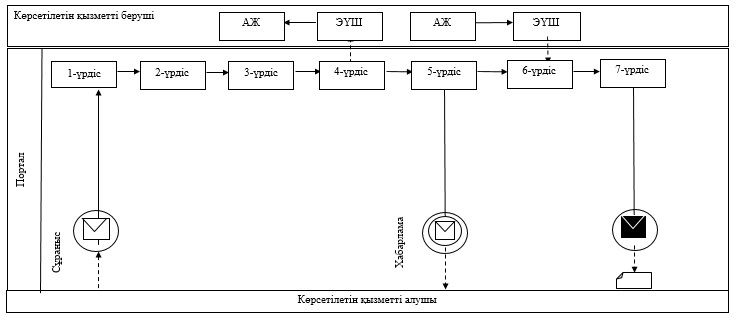 Көрсетілетін қызметті беруші
АЖ ЭҮШ АЖ ЭҮШ
1-үрдіс 2-үрдіс 3-үрдіс 4-үрдіс 5-үрдіс 6-үрдіс 7-үрдіс
Портал
Сұраныс
Хабарлама
Көрсетілетін қызметті алушы